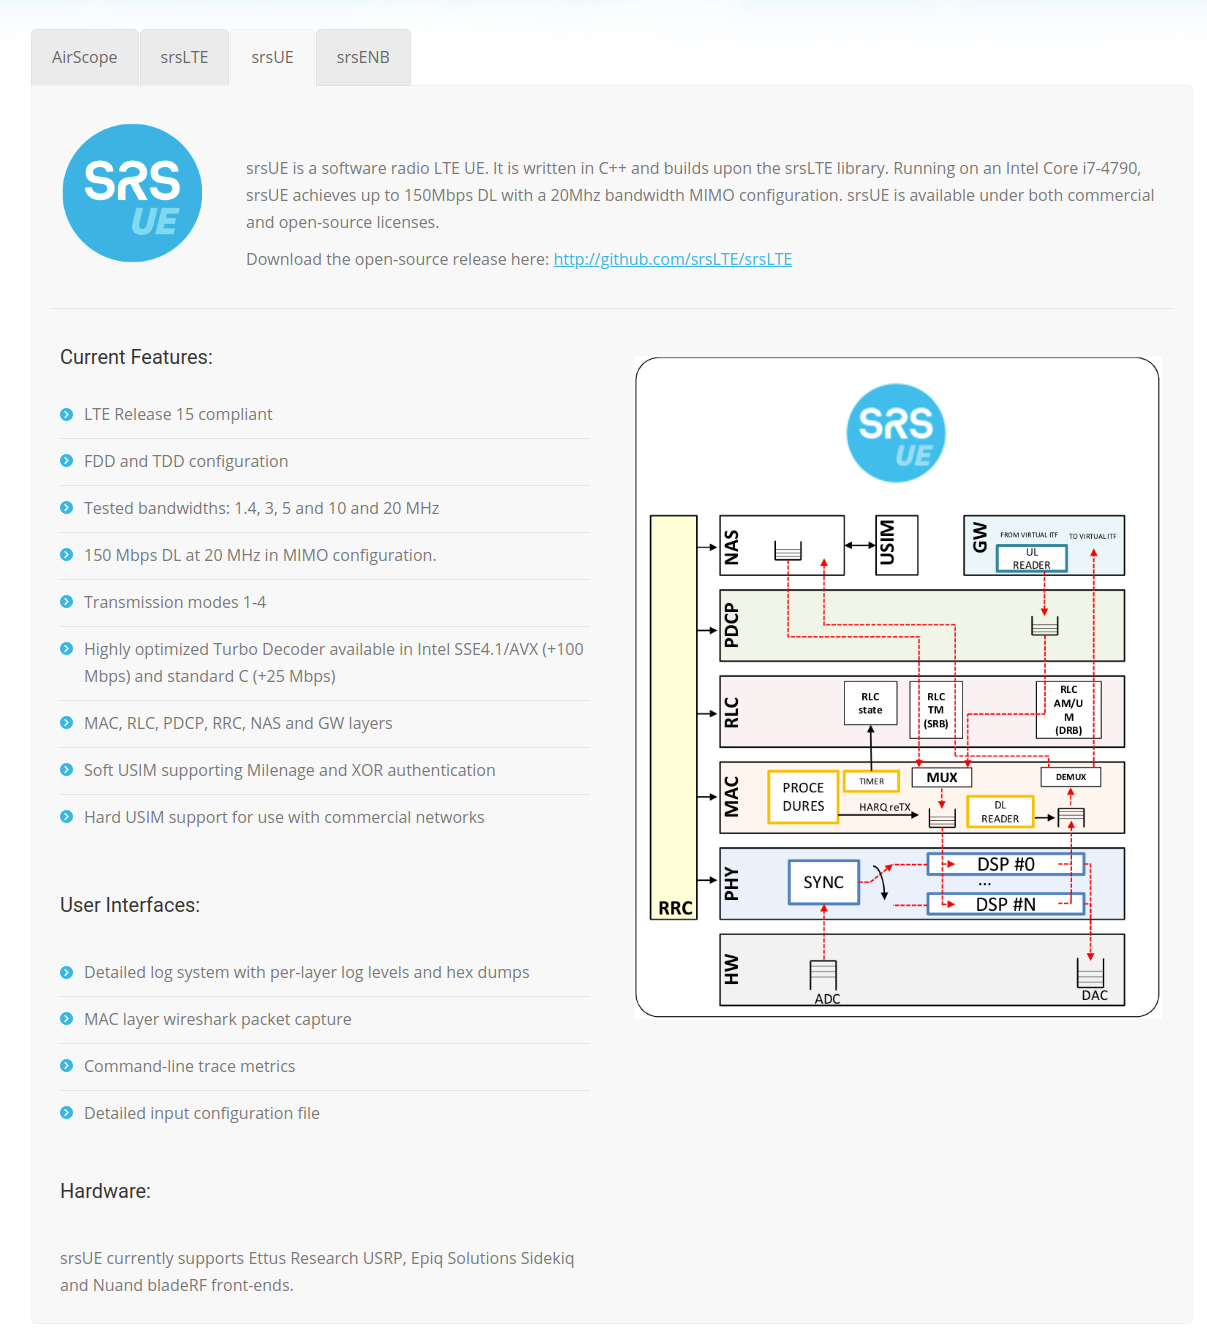 AirScope
srsLTE
srsUE
srsENB
SRS
UE
srsUE is a software radio LTE UE. It is written in C++ and builds upon the srsLTE library. Running on an Intel Core i7-4790,
srsUE achieves up to 150Mbps DL with a 20Mhz bandwidth MIMO configuration. srsUE is available under both commercial
and open-source licenses.
Download the open-source release here: http://github.com/srsLTE/srsLTE
Current Features:
LTE Release 15 compliant
FDD and TDD configuration
Tested bandwidths: 1.4, 3, 5 and 10 and 20 MHz
150 Mbps DL at 20 MHz in MIMO configuration.
Transmission modes 1-4
Highly optimized Turbo Decoder available in Intel SSE4.1/AVX (+100
Mbps) and standard C (+25 Mbps)
MAC, RLC, PDCP, RRC, NAS and GW layers
Soft USIM supporting Milenage and XOR authentication
Hard USIM support for use with commercial networks
User Interfaces:
Detailed log system with per-layer log levels and hex dumps
MAC layer wireshark packet capture
Command-line trace metrics
Detailed input configuration file
Hardware:
srsUE currently supports Ettus Research USRP, Epiq Solutions Sidekiq
and Nuand bladeRF front-ends.
SRS
UE
RRC
NAS
USIM
GW
FROM VIRTUAL ITF
TO VIRTUAL ITF
UL
READER
PDCP
RLC
RLC
state
RLC
TM
(SRB)
RLC
AM/U
M
(DRB)
MAC
PROCE
DURES
TIMER
HARQ reTX
MUX
DL
READER
DEMUX
PHY
SYNC
DSP #0
...
DSP #N
HW
ADC
DAC